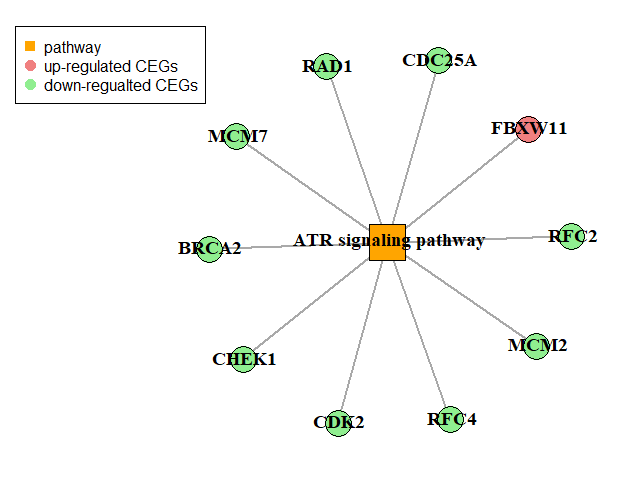 pathway
up-regulated CEGs
down-regualted CEGs
RAD1
CDC25A
MCM7
FBXW11
BRCA2
ATR signaling pathway
RFC2
CHEK1
MCM2
CDK2
RFC4